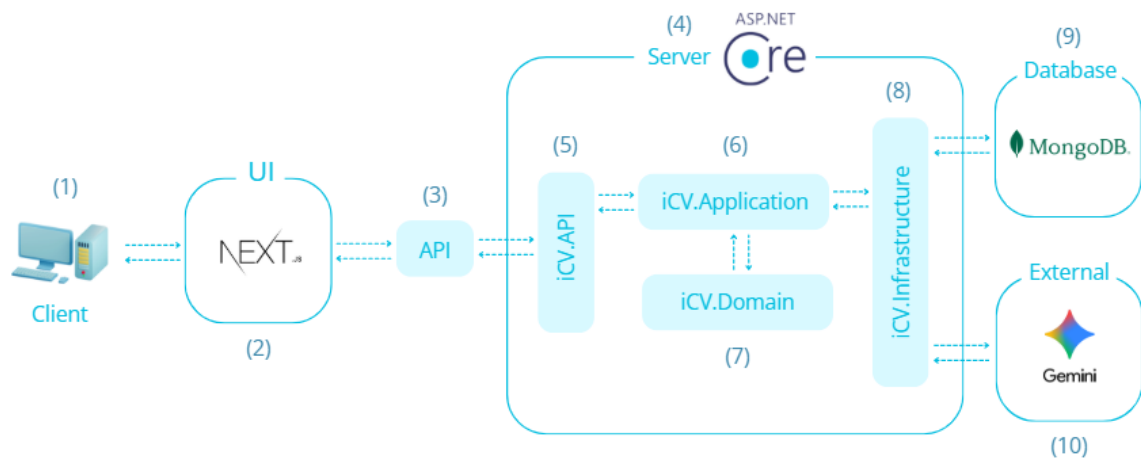 (1)
Client
UI
NEXT.JS
(2)
(3)
API
(4)
Server
ASP.NET
Core
(5)
iCV.API
(6)
iCV.Application
iCV.Domain
(7)
(8)
iCV.Infrastructure
(9)
Database
MongoDB.
External
Gemini
(10)